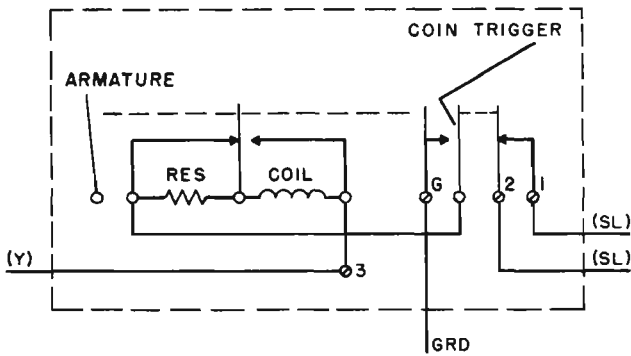 COIN TRIGGER
ARMATURE
RES COIL G 2 1
(SL)
(Y) 3 (SL)
GRD